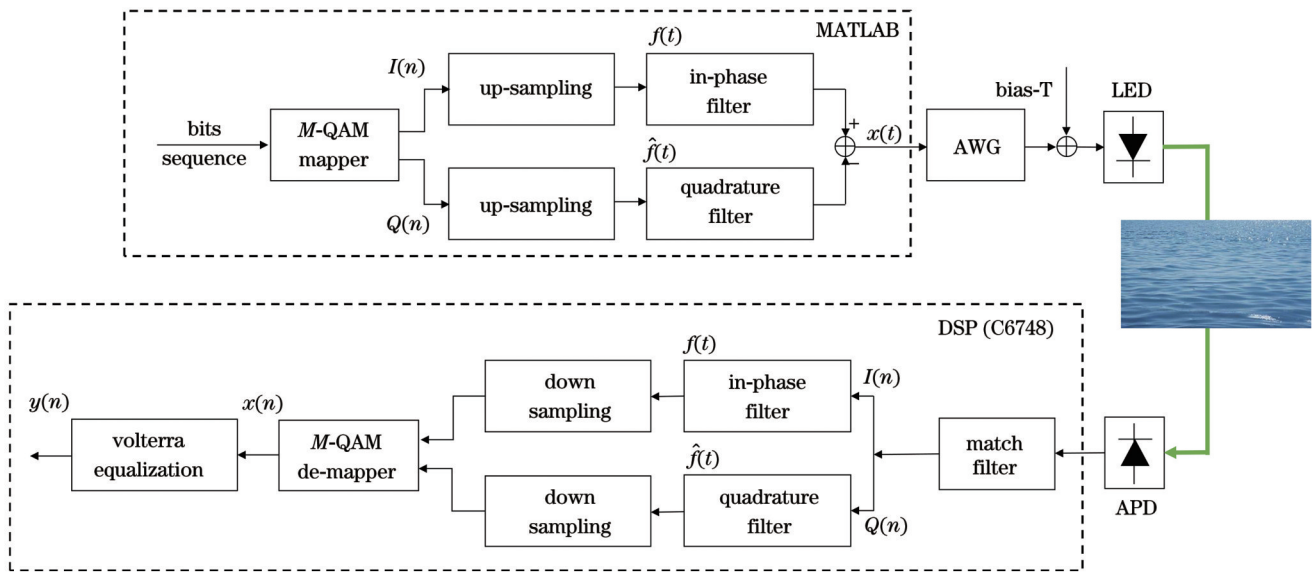 MATLAB
bits
sequence
M-QAM
mapper
I(n)
Q(n)
up-sampling
up-sampling
f(t)
in-phase
filter
f̂(t)
quadrature
filter
+
−
x(t)
AWG
bias-T
LED
DSP (C6748)
APD
match
filter
I(n)
Q(n)
f(t)
in-phase
filter
f̂(t)
quadrature
filter
down
sampling
down
sampling
M-QAM
de-mapper
x(n)
volterra
equalization
y(n)